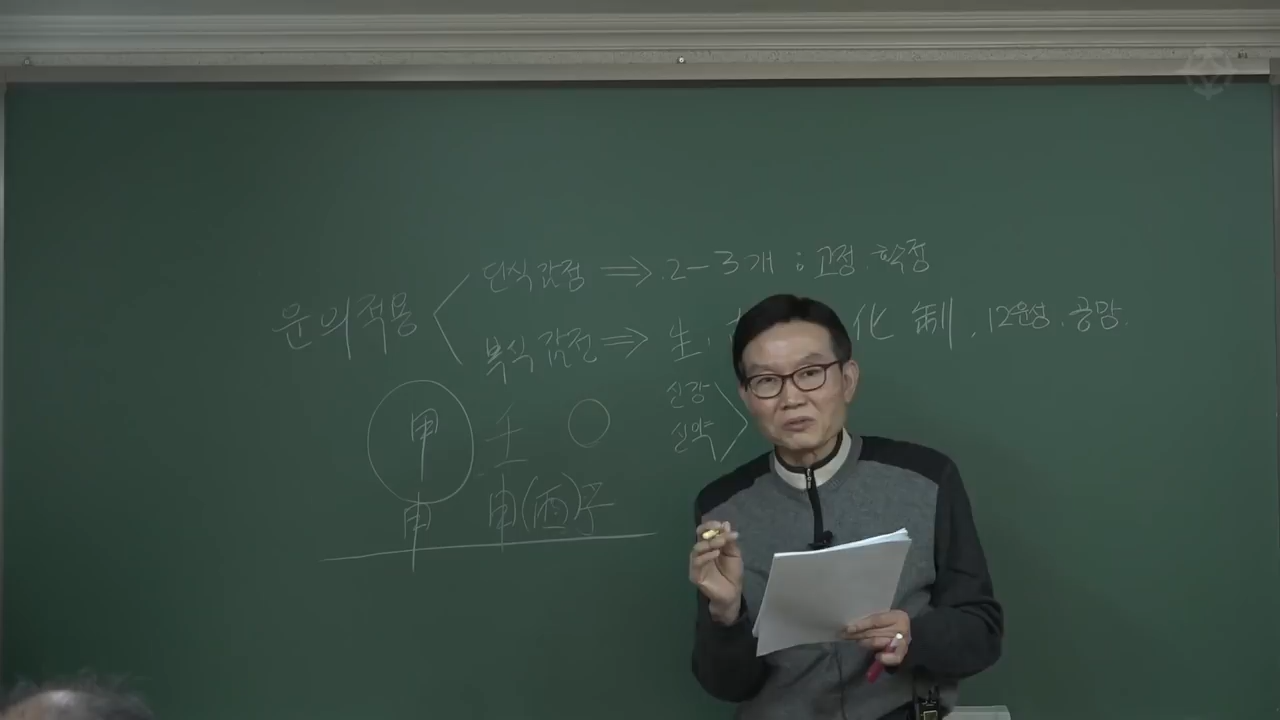 운의적용
단식감정 ⇒ 2-3개 ; 고정. 확정
복식감정 ⇒ 生, 化 制, 12운성. 공망.
신강
신약
甲 壬
申 申(酉)子